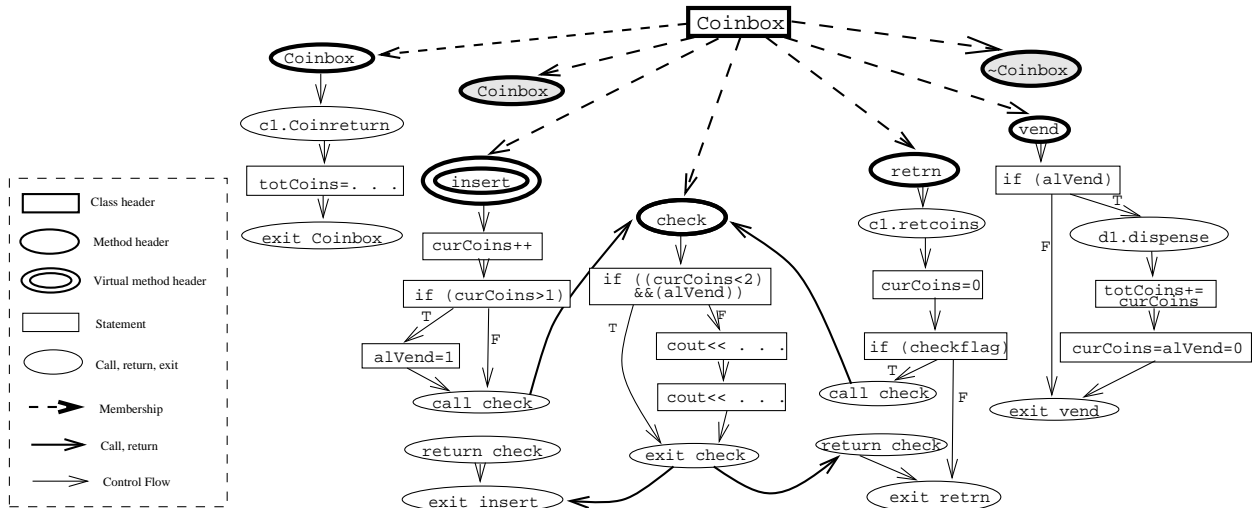 Coinbox
Coinbox
c1.Coinreturn
totCoins=. . .
exit Coinbox
Coinbox
insert
curCoins++
if (curCoins>1)
T
F
alVend=1
call check
return check
exit insert
check
if ((curCoins<2)
&&(alVend))
T
F
cout<< . . .
cout<< . . .
exit check
retrn
c1.retcoins
curCoins=0
if (checkflag)
T
F
call check
return check
exit retrn
~Coinbox
vend
if (alVend)
T
F
d1.dispense
totCoins+=
curCoins
curCoins=alVend=0
exit vend
Class header
Method header
Virtual method header
Statement
Call, return, exit
Membership
Call, return
Control Flow